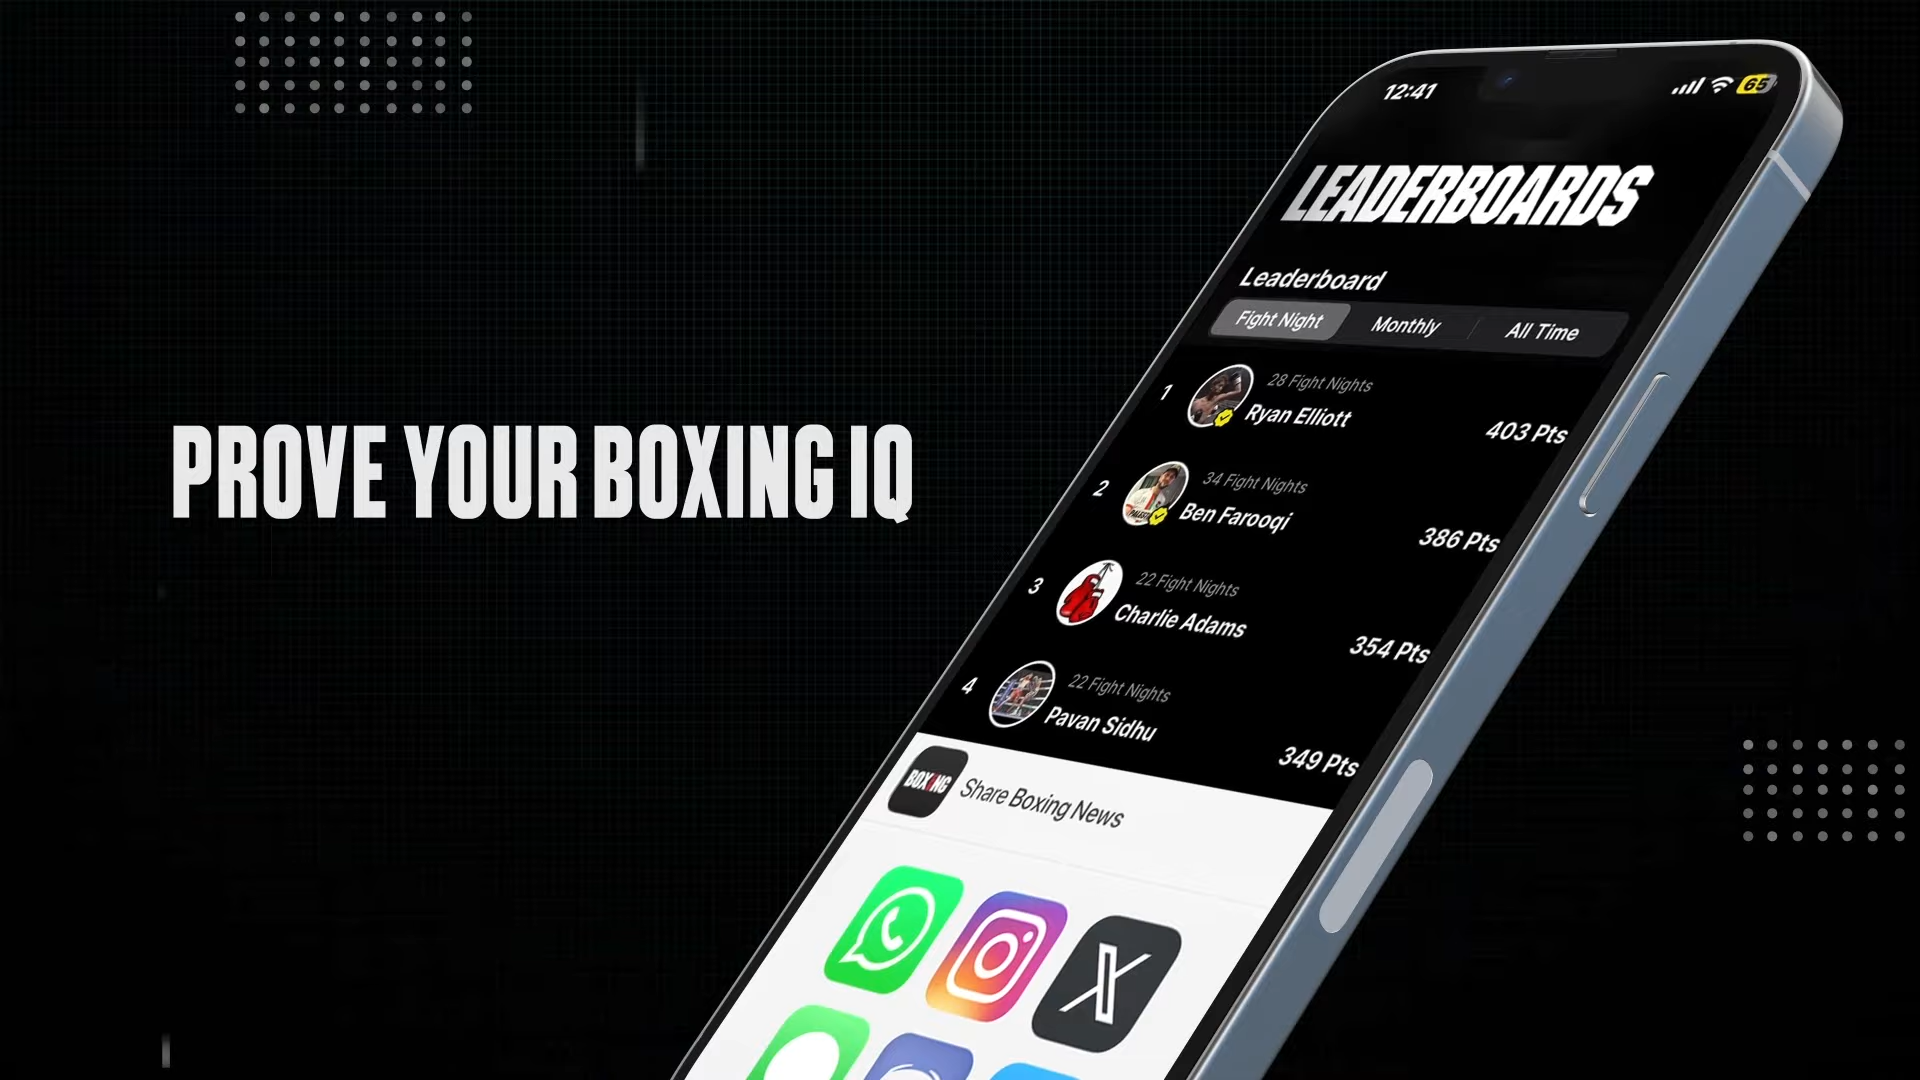 PROVE YOUR BOXING IQ
12:41
65
LEADERBOARDS
Leaderboard
Fight Night Monthly All Time
1
28 Fight Nights
Ryan Elliott
403 Pts
2
34 Fight Nights
Ben Farooqi
386 Pts
3
22 Fight Nights
Charlie Adams
354 Pts
4
22 Fight Nights
Pavan Sidhu
349 Pts
BOXING
Share Boxing News